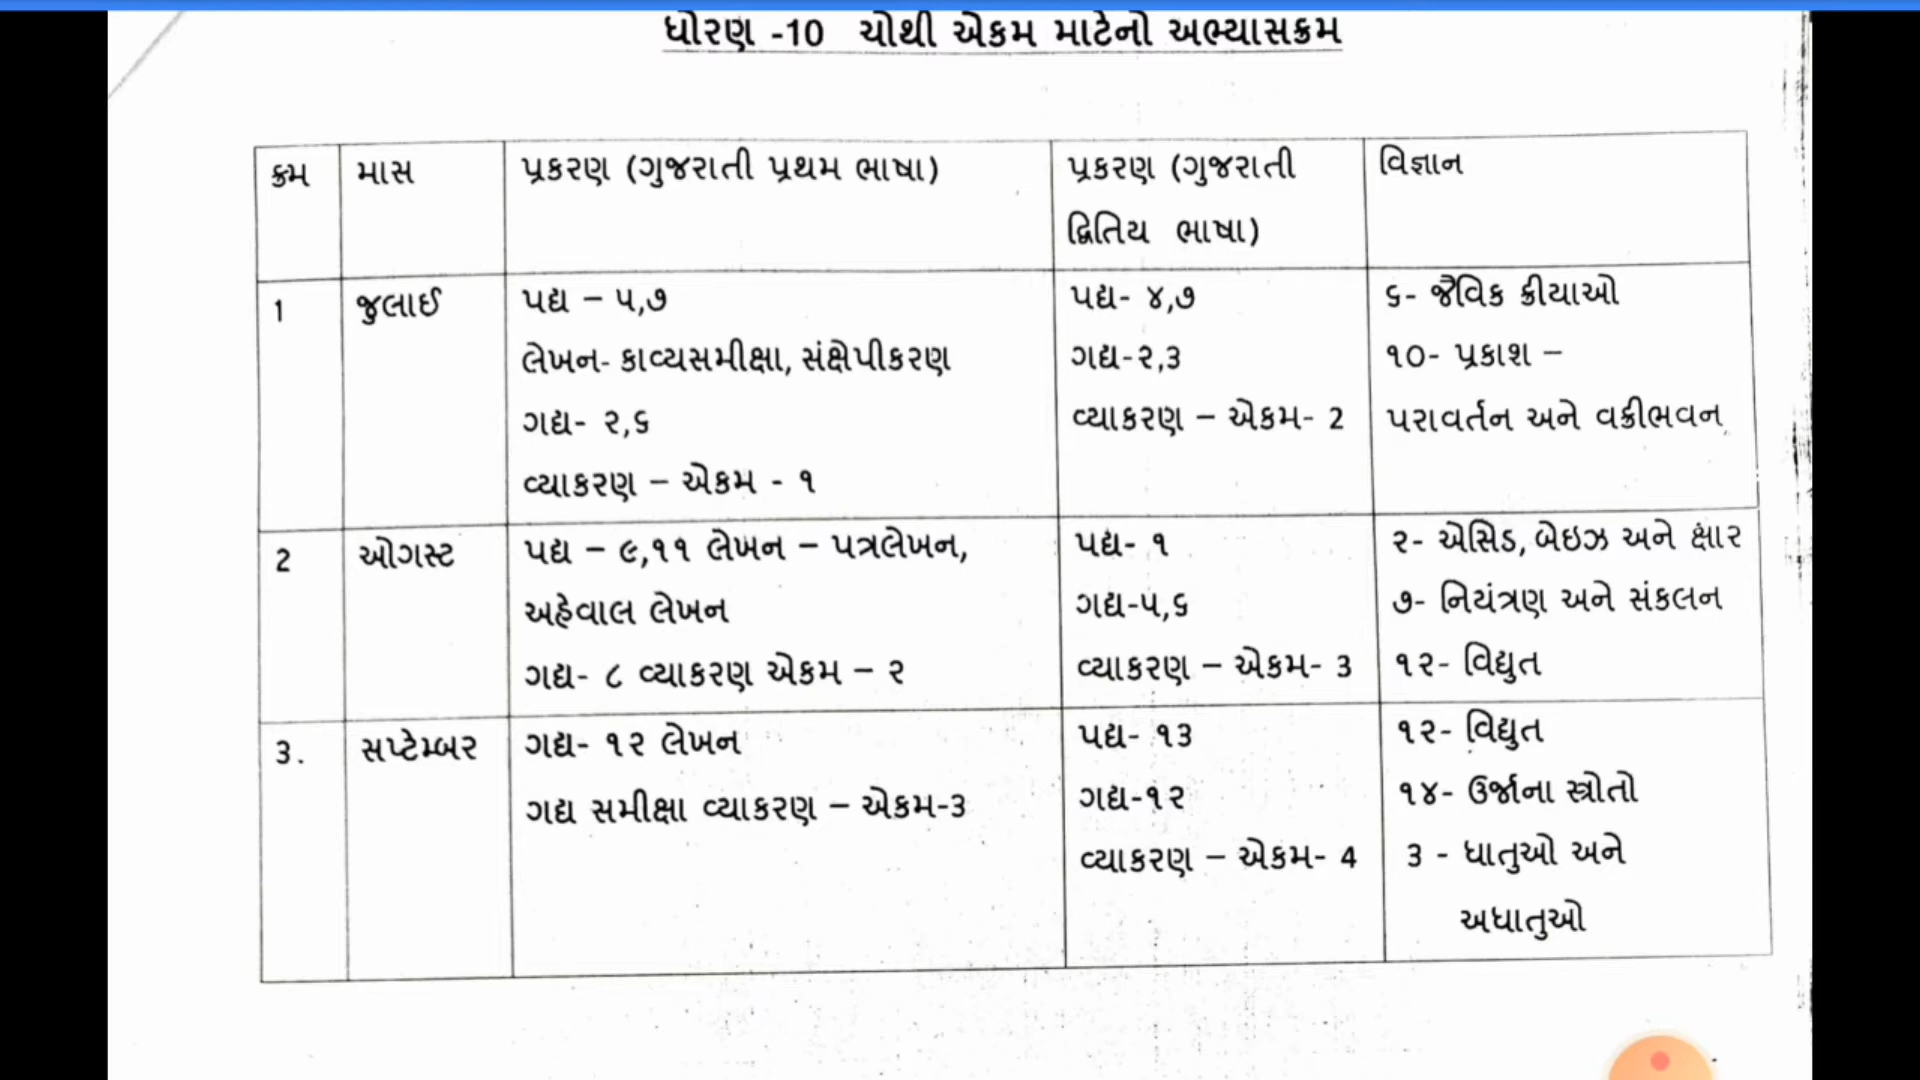 ધોરણ -10 ચોથી એકમ માટેનો અભ્યાસક્રમ
ક્રમ માસ પ્રકરણ (ગુજરાતી પ્રથમ ભાષા) પ્રકરણ (ગુજરાતી દ્વિતિય ભાષા) વિજ્ઞાન
1 જુલાઈ
પદ્ય – ૫,૭
લેખન- કાવ્યસમીક્ષા, સંક્ષેપીકરણ
ગદ્ય- ૨,૬
વ્યાકરણ – એકમ - ૧
પદ્ય- ૪,૭
ગદ્ય-૨,૩
વ્યાકરણ – એકમ- 2
૬- જૈવિક ક્રીયાઓ
૧૦- પ્રકાશ –
પરાવર્તન અને વક્રીભવન
2 ઓગસ્ટ
પદ્ય – ૯,૧૧ લેખન – પત્રલેખન,
અહેવાલ લેખન
ગદ્ય- ૮ વ્યાકરણ એકમ – ૨
પદ્ય- ૧
ગદ્ય-૫,૬
વ્યાકરણ – એકમ- 3
૨- એસિડ, બેઇઝ અને ક્ષાર
૭- નિયંત્રણ અને સંકલન
૧૨- વિદ્યુત
3. સપ્ટેમ્બર
ગદ્ય- ૧૨ લેખન
ગદ્ય સમીક્ષા વ્યાકરણ – એકમ-૩
પદ્ય- ૧૩
ગદ્ય-૧૨
વ્યાકરણ – એકમ- 4
૧૨- વિદ્યુત
૧૪- ઉર્જાના સ્ત્રોતો
૩ - ધાતુઓ અને
અધાતુઓ